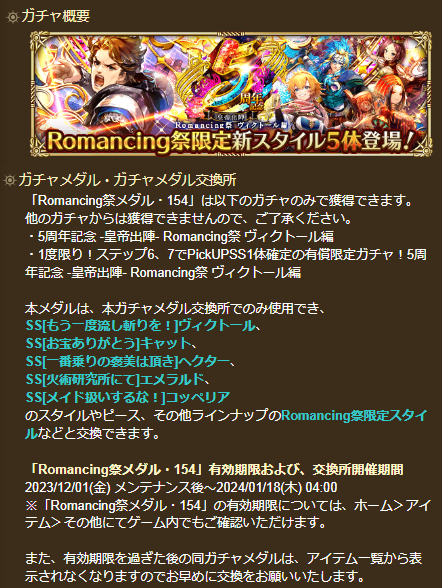 ガチャ概要
5周年
皇帝出陣
Romancing祭 ヴィクトール編
Romancing祭限定新スタイル5体登場!
ガチャメダル・ガチャメダル交換所
「Romancing祭メダル・154」は以下のガチャのみで獲得できます。
他のガチャからは獲得できませんので、ご了承ください。
・5周年記念 -皇帝出陣- Romancing祭 ヴィクトール編
・1度限り!ステップ6、7でPickUPSS1体確定の有償限定ガチャ!5周
年記念 -皇帝出陣- Romancing祭 ヴィクトール編
本メダルは、本ガチャメダル交換所でのみ使用でき、
SS[もう一度流し斬りを!]ヴィクトール、
SS[お宝ありがとう]キャット、
SS[一番乗りの褒美は頂き]ヘクター、
SS[火術研究所にて]エメラルド、
SS[メイド扱いするな!]コッペリア
のスタイルやピース、その他ラインナップのRomancing祭限定スタイ
ルなどと交換できます。
「Romancing祭メダル・154」有効期限および、交換所開催期間
2023/12/01(金) メンテナンス後～2024/01/18(木) 04:00
※「Romancing祭メダル・154」の有効期限については、ホーム＞アイ
テム＞その他にてゲーム内でもご確認いただけます。
また、有効期限を過ぎた後の同ガチャメダルは、アイテム一覧から表
示されなくなりますのでお早めに交換をお願いいたします。